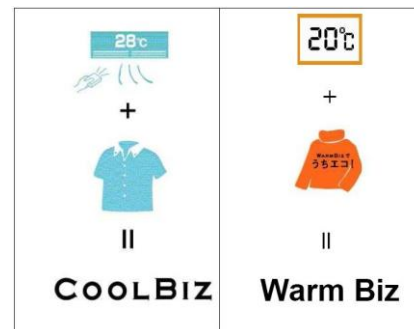 28℃
+
=
COOLBIZ
20℃
+
WARMBIZで
うちエコ!
=
Warm Biz